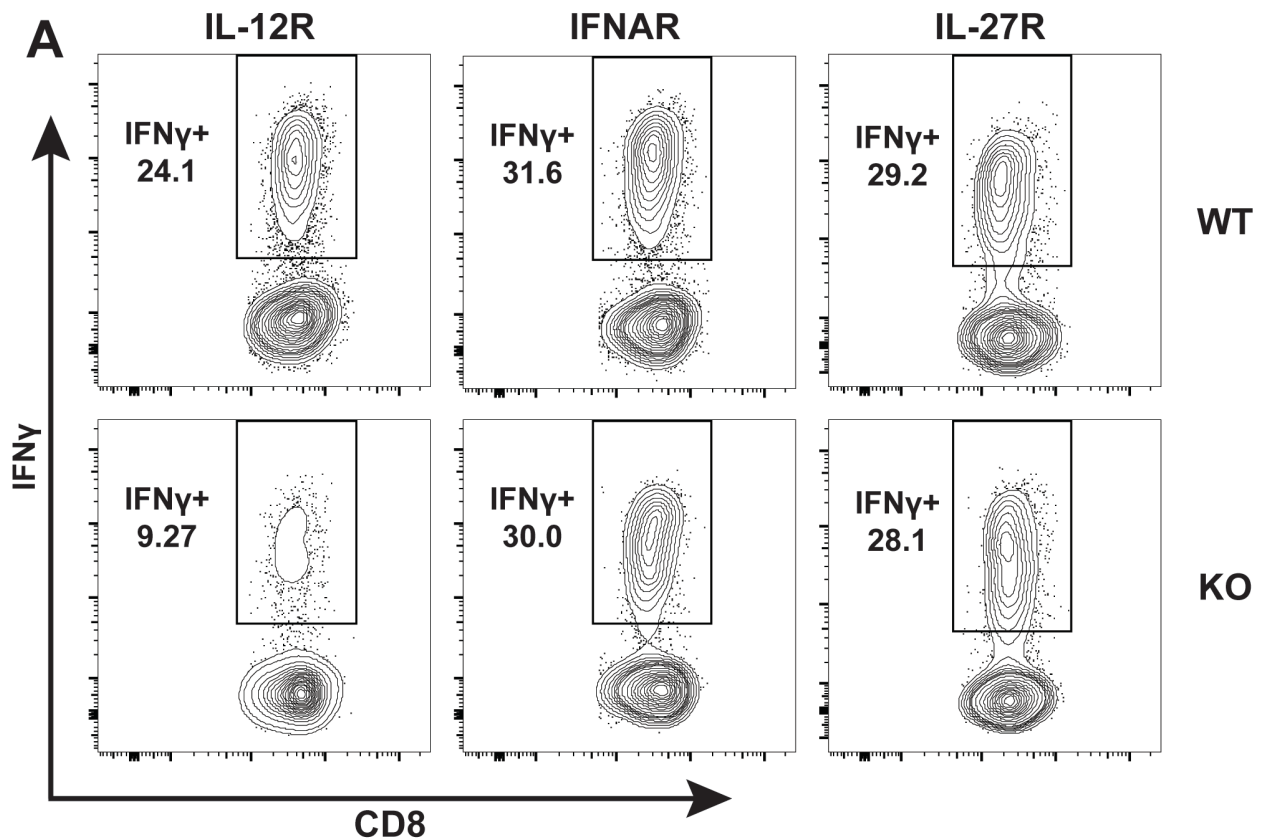 A
IL-12R
IFNAR
IL-27R
IFNγ+
24.1
IFNγ+
31.6
IFNγ+
29.2
WT
IFNγ+
9.27
IFNγ+
30.0
IFNγ+
28.1
KO
IFNγ
CD8